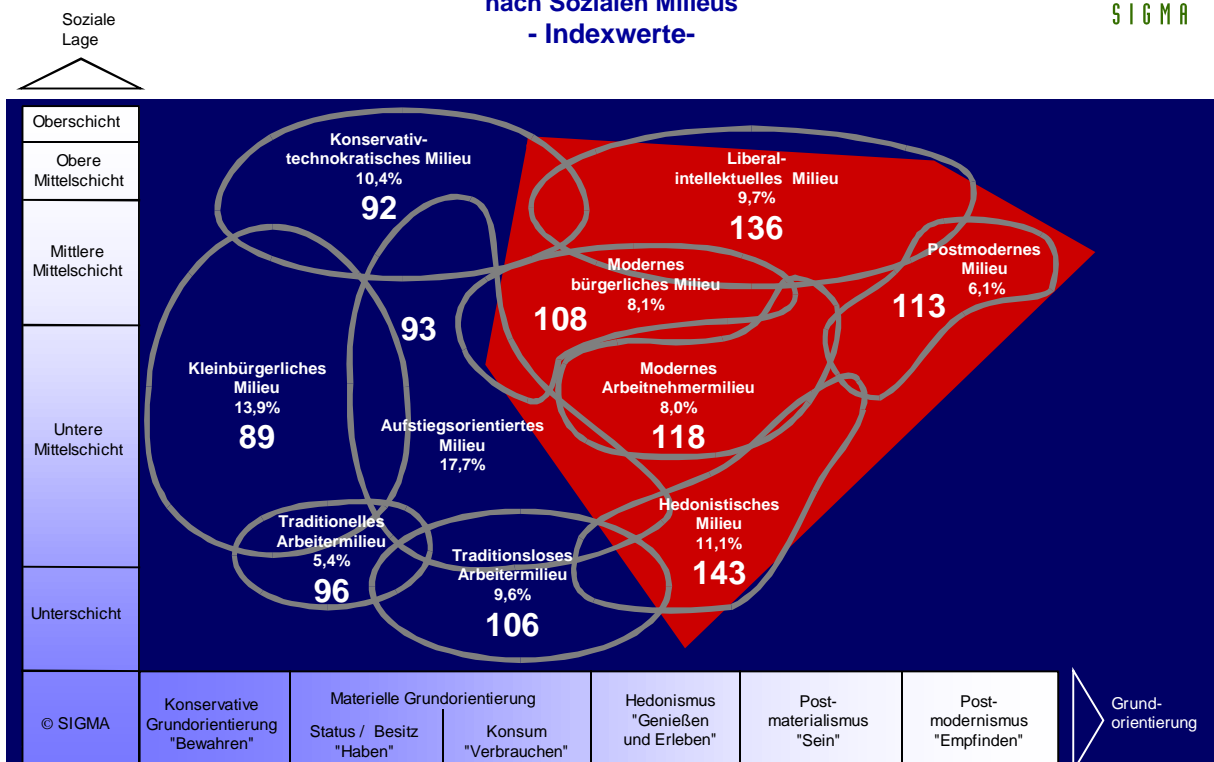 nach Sozialen Milieus
- Indexwerte-
SIGMA
Soziale
Lage
Oberschicht
Obere
Mittelschicht
Mittlere
Mittelschicht
Untere
Mittelschicht
Unterschicht
Konservativ-
technokratisches Milieu
10,4%
92
Liberal-
intellektuelles Milieu
9,7%
136
Postmodernes
Milieu
6,1%
113
Modernes
bürgerliches Milieu
8,1%
108
93
Aufstiegsorientiertes
Milieu
17,7%
Kleinbürgerliches
Milieu
13,9%
89
Modernes
Arbeitnehmermilieu
8,0%
118
Hedonistisches
Milieu
11,1%
143
Traditionelles
Arbeitermilieu
5,4%
96
Traditionsloses
Arbeitermilieu
9,6%
106
© SIGMA
Konservative
Grundorientierung
"Bewahren"
Materielle Grundorientierung
Status / Besitz
"Haben"
Konsum
"Verbrauchen"
Hedonismus
"Genießen
und Erleben"
Post-
materialismus
"Sein"
Post-
modernismus
"Empfinden"
Grund-
orientierung